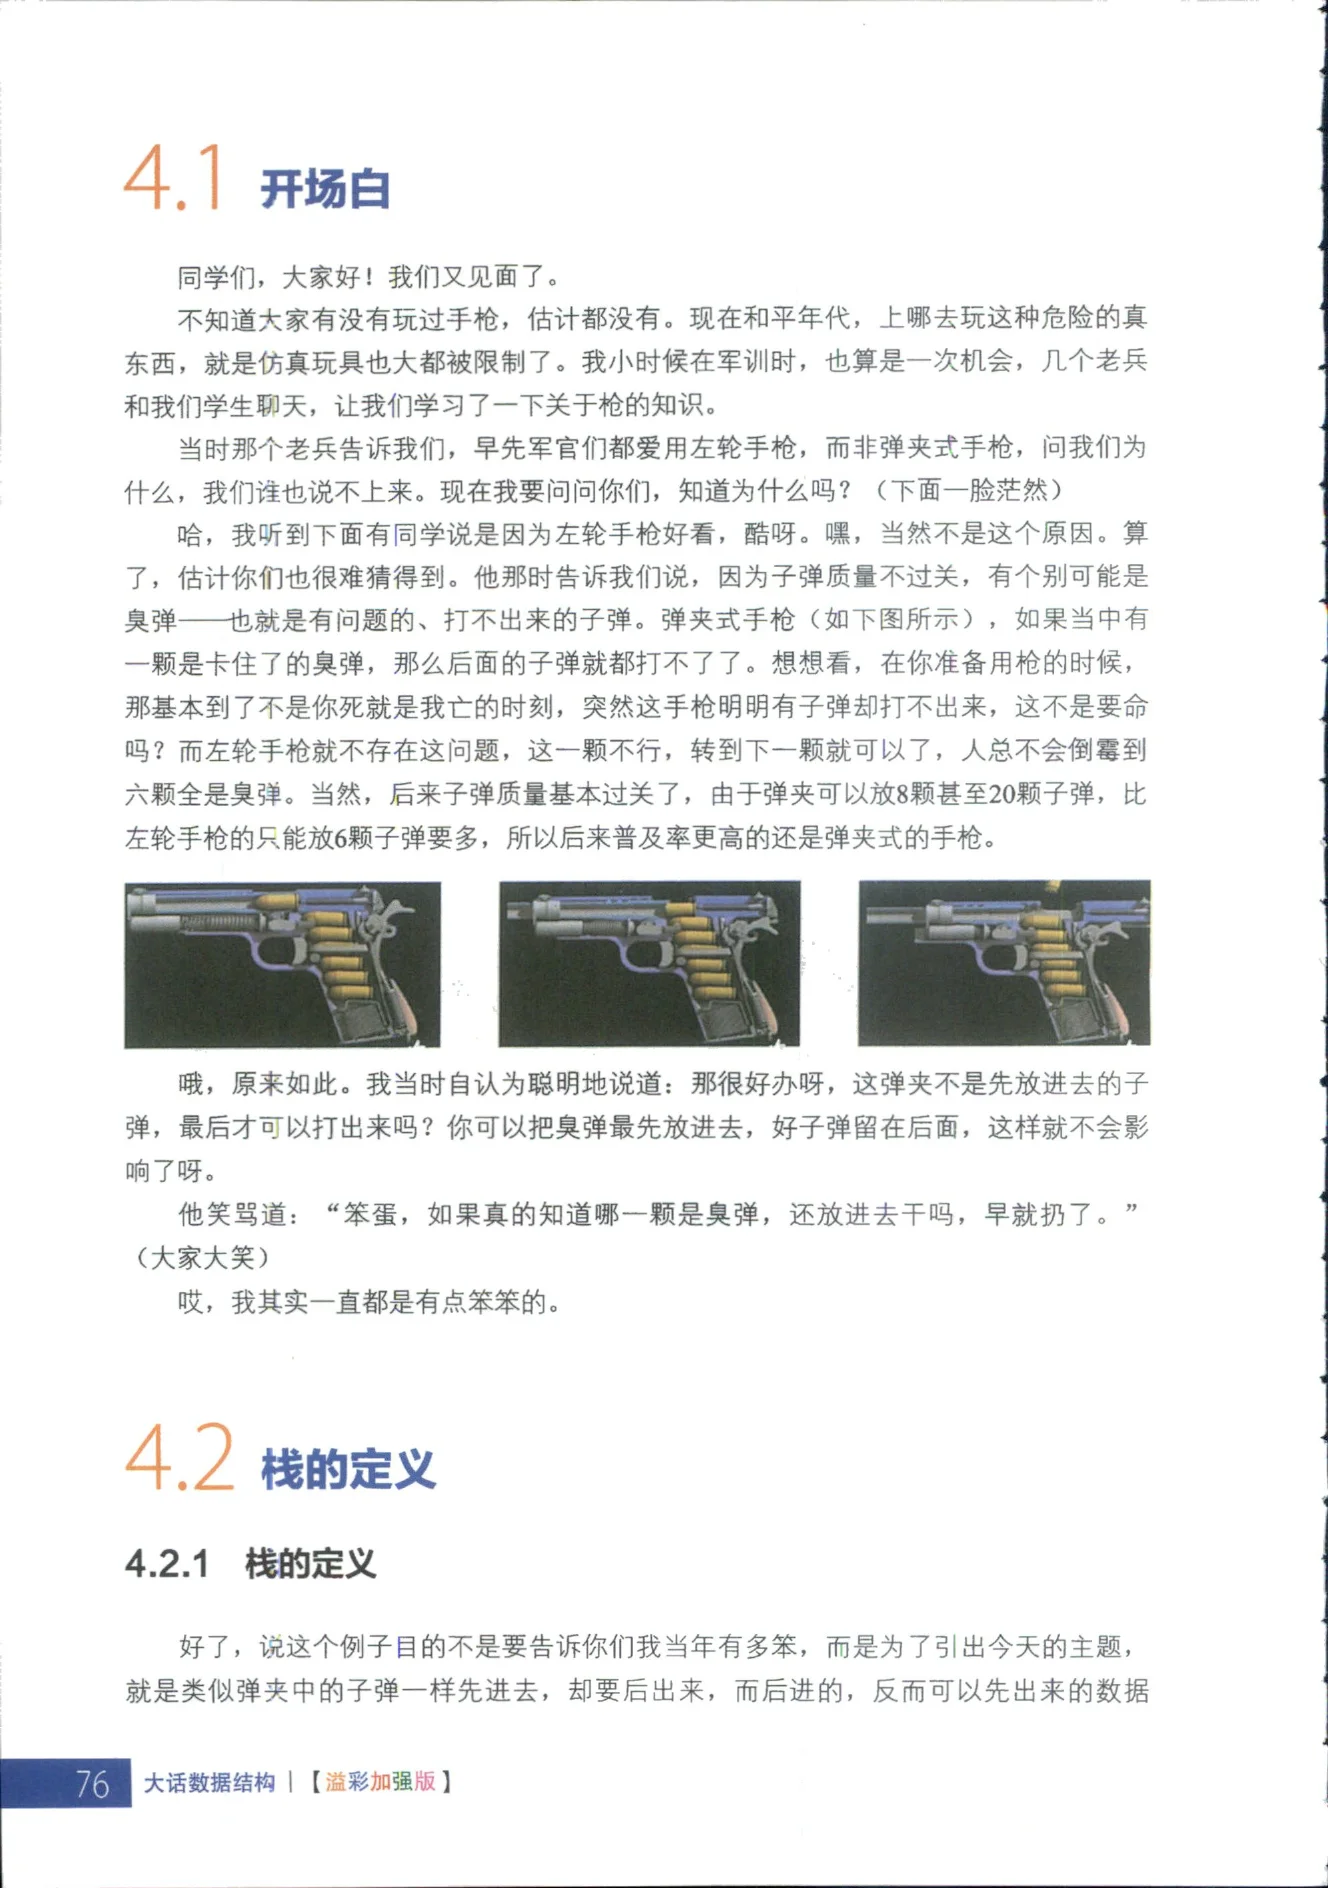 4.1 开场白
同学们，大家好！我们又见面了。
不知道大家有没有玩过手枪，估计都没有。现在和平年代，上哪去玩这种危险的真
东西，就是仿真玩具也大都被限制了。我小时候在军训时，也算是一次机会，几个老兵
和我们学生聊天，让我们学习了一下关于枪的知识。
当时那个老兵告诉我们，早先军官们都爱用左轮手枪，而非弹夹式手枪，问我们为
什么，我们谁也说不上来。现在我要问问你们，知道为什么吗？（下面一脸茫然）
哈，我听到下面有同学说是因为左轮手枪好看，酷呀。嘿，当然不是这个原因。算
了，估计你们也很难猜得到。他那时告诉我们说，因为子弹质量不过关，有个别可能是
臭弹——也就是有问题的、打不出来的子弹。弹夹式手枪（如下图所示），如果当中有
一颗是卡住了的臭弹，那么后面的子弹就都打不了了。想想看，在你准备用枪的时候，
那基本到了不是你死就是我亡的时刻，突然这手枪明明有子弹却打不出来，这不是要命
吗？而左轮手枪就不存在这问题，这一颗不行，转到下一颗就可以了，人总不会倒霉到
六颗全是臭弹。当然，后来子弹质量基本过关了，由于弹夹可以放8颗甚至20颗子弹，比
左轮手枪的只能放6颗子弹要多，所以后来普及率更高的还是弹夹式的手枪。
哦，原来如此。我当时自认为聪明地说道：那很好办呀，这弹夹不是先放进去的子
弹，最后才可以打出来吗？你可以把臭弹最先放进去，好子弹留在后面，这样就不会影
响了呀。
他笑骂道：“笨蛋，如果真的知道哪一颗是臭弹，还放进去干吗，早就扔了。”
（大家大笑）
哎，我其实一直都是有点笨笨的。
4.2 栈的定义
4.2.1 栈的定义
好了，说这个例子目的不是要告诉你们我当年有多笨，而是为了引出今天的主题，
就是类似弹夹中的子弹一样先进去，却要后出来，而后进的，反而可以先出来的数据
76 大话数据结构 | 【溢彩加强版】